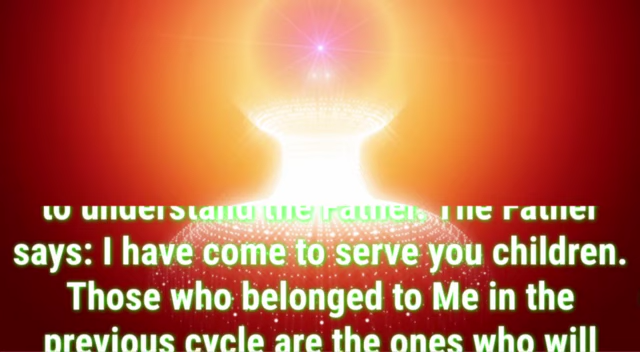 to understand the Father. The Father
says: I have come to serve you children.
Those who belonged to Me in the
previous cycle are the ones who will